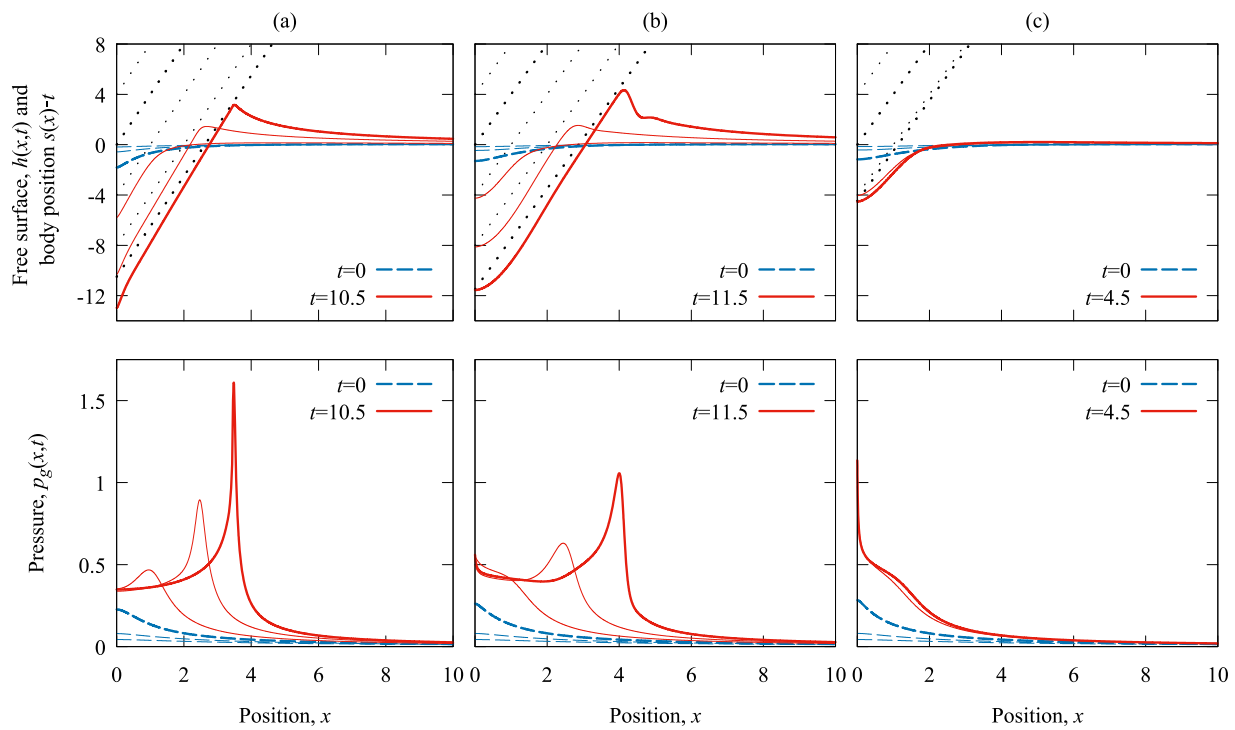 (a) (b) (c)
Free surface, h(x,t) and
body position s(x)-t
8
4
0
-4
-8
-12
t=0
t=10.5
t=0
t=11.5
t=0
t=4.5
Pressure, p_g(x,t)
1.5
1
0.5
0
t=0
t=10.5
t=0
t=11.5
t=0
t=4.5
0 2 4 6 8 10
0 2 4 6 8 10
0 2 4 6 8 10
Position, x
Position, x
Position, x